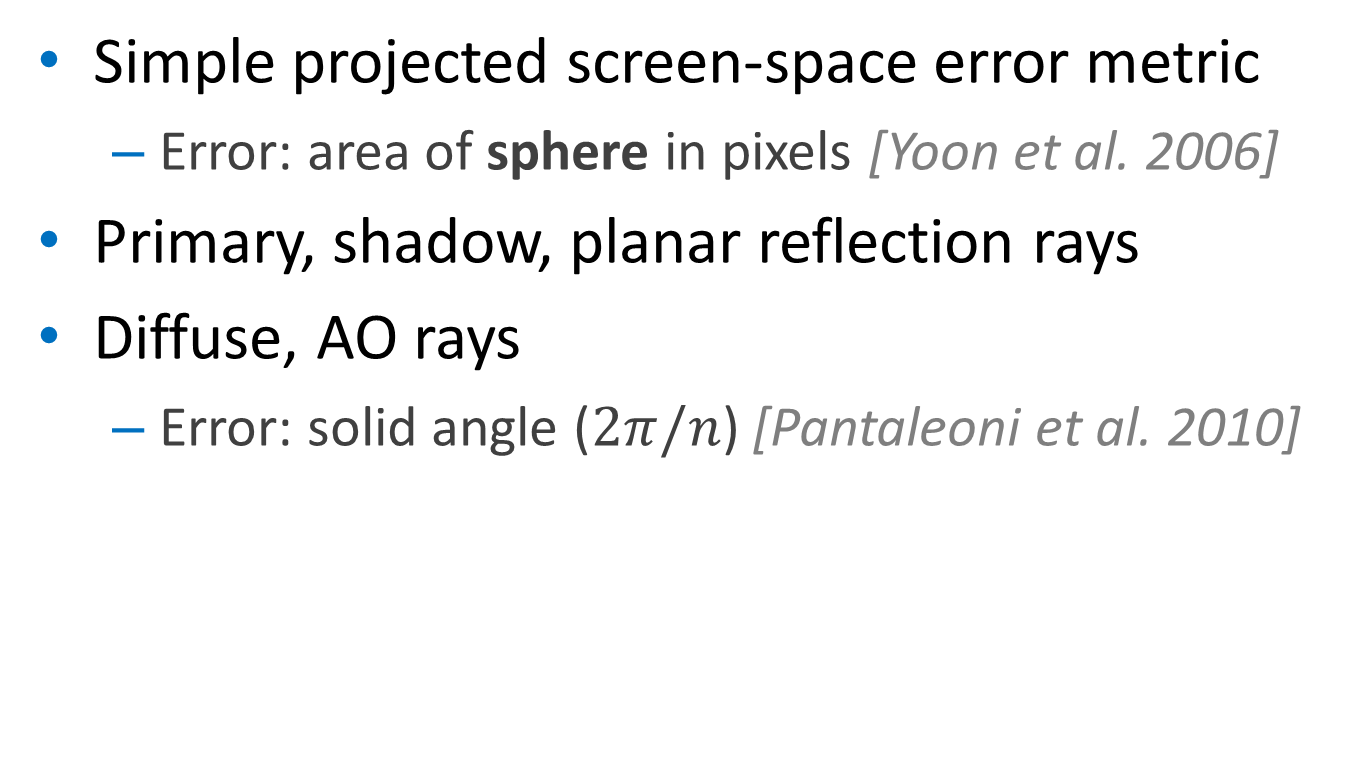 • Simple projected screen-space error metric
– Error: area of sphere in pixels [Yoon et al. 2006]
• Primary, shadow, planar reflection rays
• Diffuse, AO rays
– Error: solid angle (2π/n) [Pantaleoni et al. 2010]